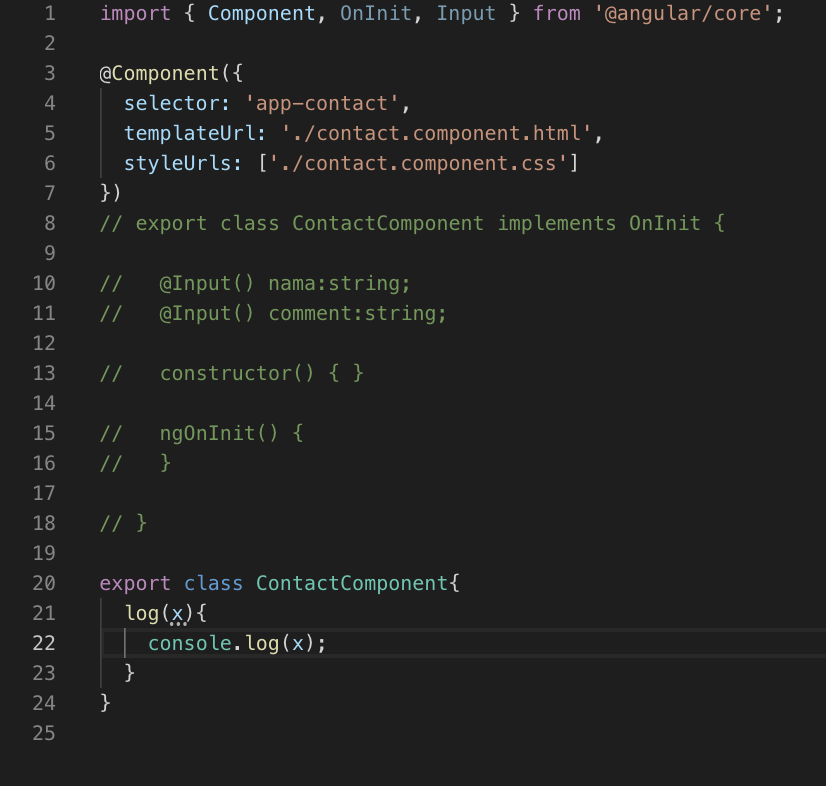 1 import { Component, OnInit, Input } from '@angular/core';
2
3 @Component({
4   selector: 'app-contact',
5   templateUrl: './contact.component.html',
6   styleUrls: ['./contact.component.css']
7 })
8 // export class ContactComponent implements OnInit {
9
10 //   @Input() nama:string;
11 //   @Input() comment:string;
12
13 //   constructor() { }
14
15 //   ngOnInit() {
16 //   }
17
18 // }
19
20 export class ContactComponent{
21   log(x){
22     console.log(x);
23   }
24 }
25